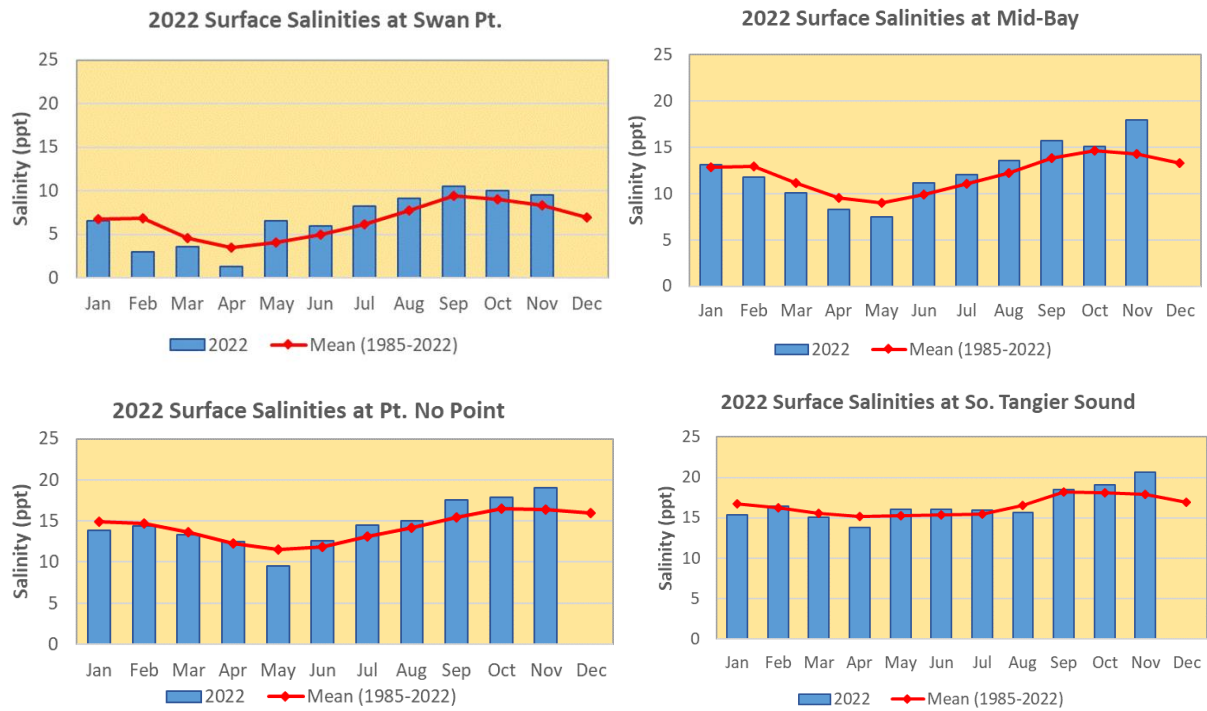 2022 Surface Salinities at Swan Pt.
25
20
15
10
5
0
Salinity (ppt)
Jan Feb Mar Apr May Jun Jul Aug Sep Oct Nov Dec
2022 Mean (1985-2022)
2022 Surface Salinities at Mid-Bay
25
20
15
10
5
0
Salinity (ppt)
Jan Feb Mar Apr May Jun Jul Aug Sep Oct Nov Dec
2022 Mean (1985-2022)
2022 Surface Salinities at Pt. No Point
25
20
15
10
5
0
Salinity (ppt)
Jan Feb Mar Apr May Jun Jul Aug Sep Oct Nov Dec
2022 Mean (1985-2022)
2022 Surface Salinities at So. Tangier Sound
25
20
15
10
5
0
Salinity (ppt)
Jan Feb Mar Apr May Jun Jul Aug Sep Oct Nov Dec
2022 Mean (1985-2022)